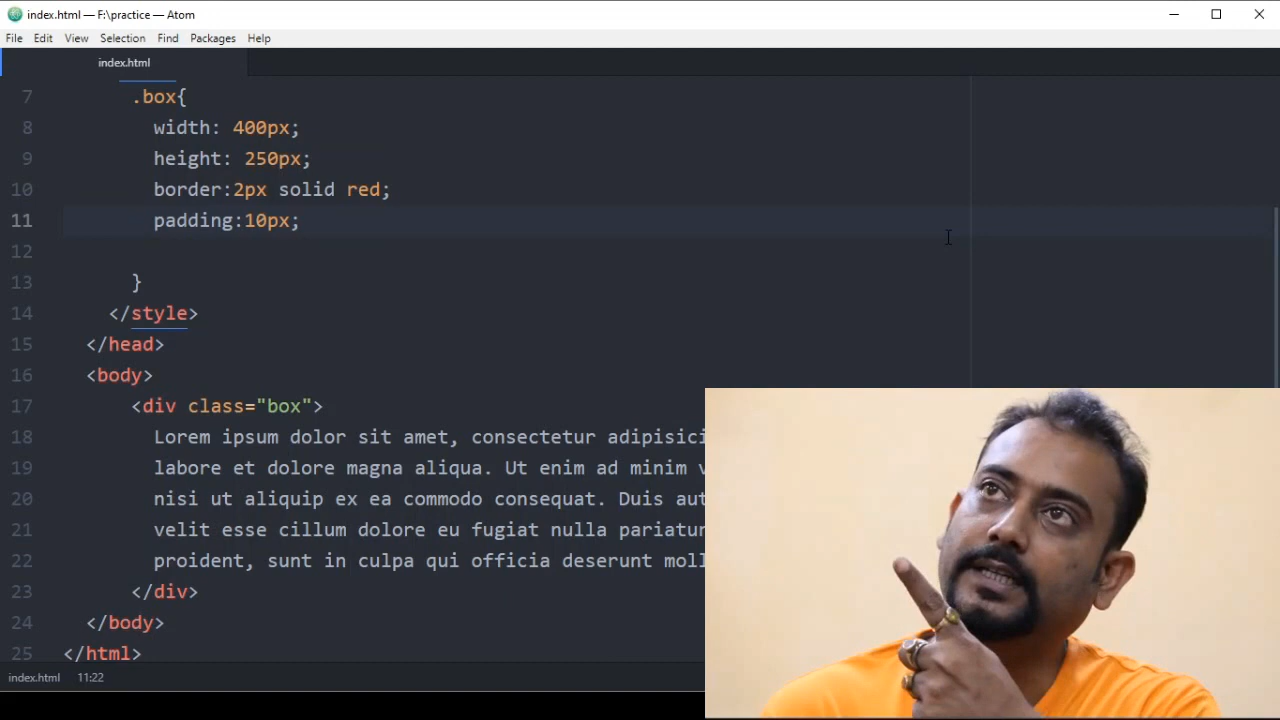 index.html — F:\practice — Atom
File Edit View Selection Find Packages Help
index.html
7 .box{
8 width: 400px;
9 height: 250px;
10 border:2px solid red;
11 padding:10px;
12
13 }
14 </style>
15 </head>
16 <body>
17 <div class="box">
18 Lorem ipsum dolor sit amet, consectetur adipisici
19 labore et dolore magna aliqua. Ut enim ad minim v
20 nisi ut aliquip ex ea commodo consequat. Duis aut
21 velit esse cillum dolore eu fugiat nulla pariatur
22 proident, sunt in culpa qui officia deserunt moll
23 </div>
24 </body>
25 </html>
index.html 11:22